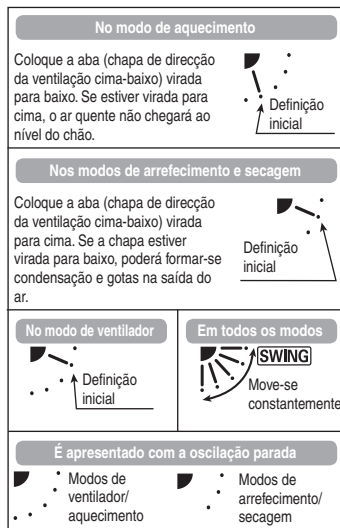 No modo de aquecimento
Coloque a aba (chapa de direcção
da ventilação cima-baixo) virada
para baixo. Se estiver virada para
cima, o ar quente não chegará ao
nível do chão.
Definição
inicial
Nos modos de arrefecimento e secagem
Coloque a aba (chapa de direcção
da ventilação cima-baixo) virada
para cima. Se a chapa estiver
virada para baixo, poderá formar-se
condensação e gotas na saída do
ar.
Definição
inicial
No modo de ventilador
Definição
inicial
Em todos os modos
SWING
Move-se
constantemente
É apresentado com a oscilação parada
Modos de
ventilador/
aquecimento
Modos de
arrefecimento/
secagem